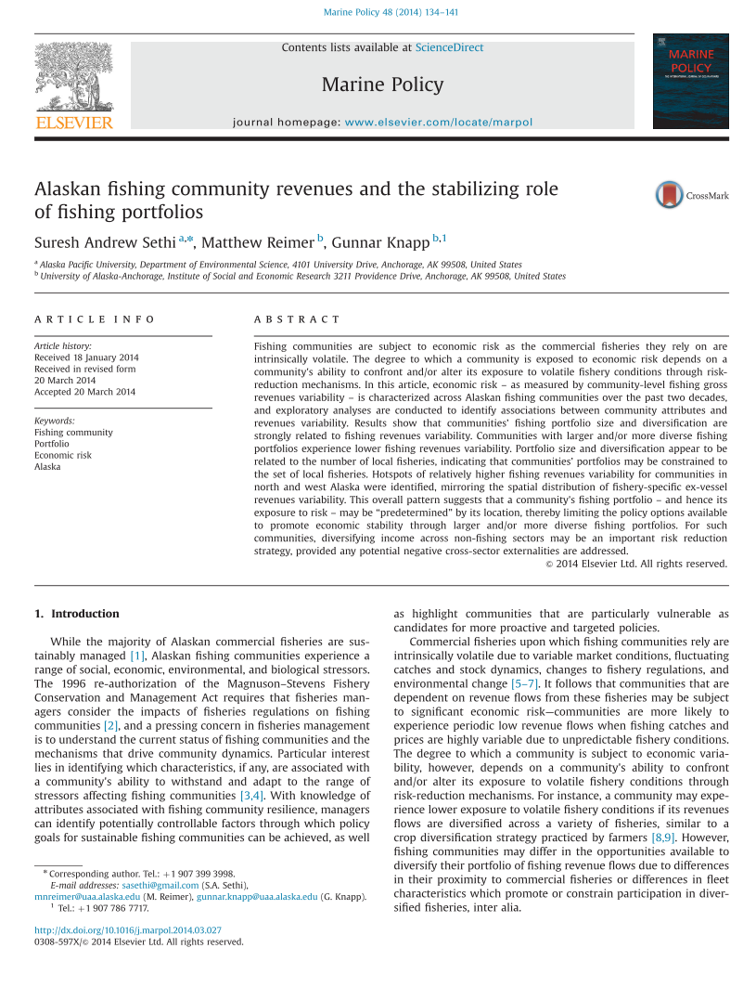 Marine Policy 48 (2014) 134–141
Contents lists available at ScienceDirect
Marine Policy
journal homepage: www.elsevier.com/locate/marpol
ELSEVIER
MARINE
POLICY
Alaskan fishing community revenues and the stabilizing role
of fishing portfolios
CrossMark
Suresh Andrew Sethi a,*, Matthew Reimer b, Gunnar Knapp b,1
a Alaska Pacific University, Department of Environmental Science, 4101 University Drive, Anchorage, AK 99508, United States
b University of Alaska-Anchorage, Institute of Social and Economic Research 3211 Providence Drive, Anchorage, AK 99508, United States
ARTICLE INFO
Article history:
Received 18 January 2014
Received in revised form
20 March 2014
Accepted 20 March 2014
Keywords:
Fishing community
Portfolio
Economic risk
Alaska
ABSTRACT
Fishing communities are subject to economic risk as the commercial fisheries they rely on are
intrinsically volatile. The degree to which a community is exposed to economic risk depends on a
community's ability to confront and/or alter its exposure to volatile fishery conditions through risk-
reduction mechanisms. In this article, economic risk – as measured by community-level fishing gross
revenues variability – is characterized across Alaskan fishing communities over the past two decades,
and exploratory analyses are conducted to identify associations between community attributes and
revenues variability. Results show that communities' fishing portfolio size and diversification are
strongly related to fishing revenues variability. Communities with larger and/or more diverse fishing
portfolios experience lower fishing revenues variability. Portfolio size and diversification appear to be
related to the number of local fisheries, indicating that communities' portfolios may be constrained to
the set of local fisheries. Hotspots of relatively higher fishing revenues variability for communities in
north and west Alaska were identified, mirroring the spatial distribution of fishery-specific ex-vessel
revenues variability. This overall pattern suggests that a community's fishing portfolio – and hence its
exposure to risk – may be "predetermined" by its location, thereby limiting the policy options available
to promote economic stability through larger and/or more diverse fishing portfolios. For such
communities, diversifying income across non-fishing sectors may be an important risk reduction
strategy, provided any potential negative cross-sector externalities are addressed.
© 2014 Elsevier Ltd. All rights reserved.
1. Introduction
While the majority of Alaskan commercial fisheries are sus-
tainably managed [1], Alaskan fishing communities experience a
range of social, economic, environmental, and biological stressors.
The 1996 re-authorization of the Magnuson–Stevens Fishery
Conservation and Management Act requires that fisheries man-
agers consider the impacts of fisheries regulations on fishing
communities [2], and a pressing concern in fisheries management
is to understand the current status of fishing communities and the
mechanisms that drive community dynamics. Particular interest
lies in identifying which characteristics, if any, are associated with
a community's ability to withstand and adapt to the range of
stressors affecting fishing communities [3,4]. With knowledge of
attributes associated with fishing community resilience, managers
can identify potentially controllable factors through which policy
goals for sustainable fishing communities can be achieved, as well
as highlight communities that are particularly vulnerable as
candidates for more proactive and targeted policies.
Commercial fisheries upon which fishing communities rely are
intrinsically volatile due to variable market conditions, fluctuating
catches and stock dynamics, changes to fishery regulations, and
environmental change [5–7]. It follows that communities that are
dependent on revenue flows from these fisheries may be subject
to significant economic risk—communities are more likely to
experience periodic low revenue flows when fishing catches and
prices are highly variable due to unpredictable fishery conditions.
The degree to which a community is subject to economic varia-
bility, however, depends on a community's ability to confront
and/or alter its exposure to volatile fishery conditions through
risk-reduction mechanisms. For instance, a community may expe-
rience lower exposure to volatile fishery conditions if its revenues
flows are diversified across a variety of fisheries, similar to a
crop diversification strategy practiced by farmers [8,9]. However,
fishing communities may differ in the opportunities available to
diversify their portfolio of fishing revenue flows due to differences
in their proximity to commercial fisheries or differences in fleet
characteristics which promote or constrain participation in diver-
sified fisheries, inter alia.
* Corresponding author. Tel.: +1 907 399 3998.
E-mail addresses: sasethi@gmail.com (S.A. Sethi),
mnreimer@uaa.alaska.edu (M. Reimer), gunnar.knapp@uaa.alaska.edu (G. Knapp).
1 Tel.: +1 907 786 7717.
http://dx.doi.org/10.1016/j.marpol.2014.03.027
0308-597X/© 2014 Elsevier Ltd. All rights reserved.